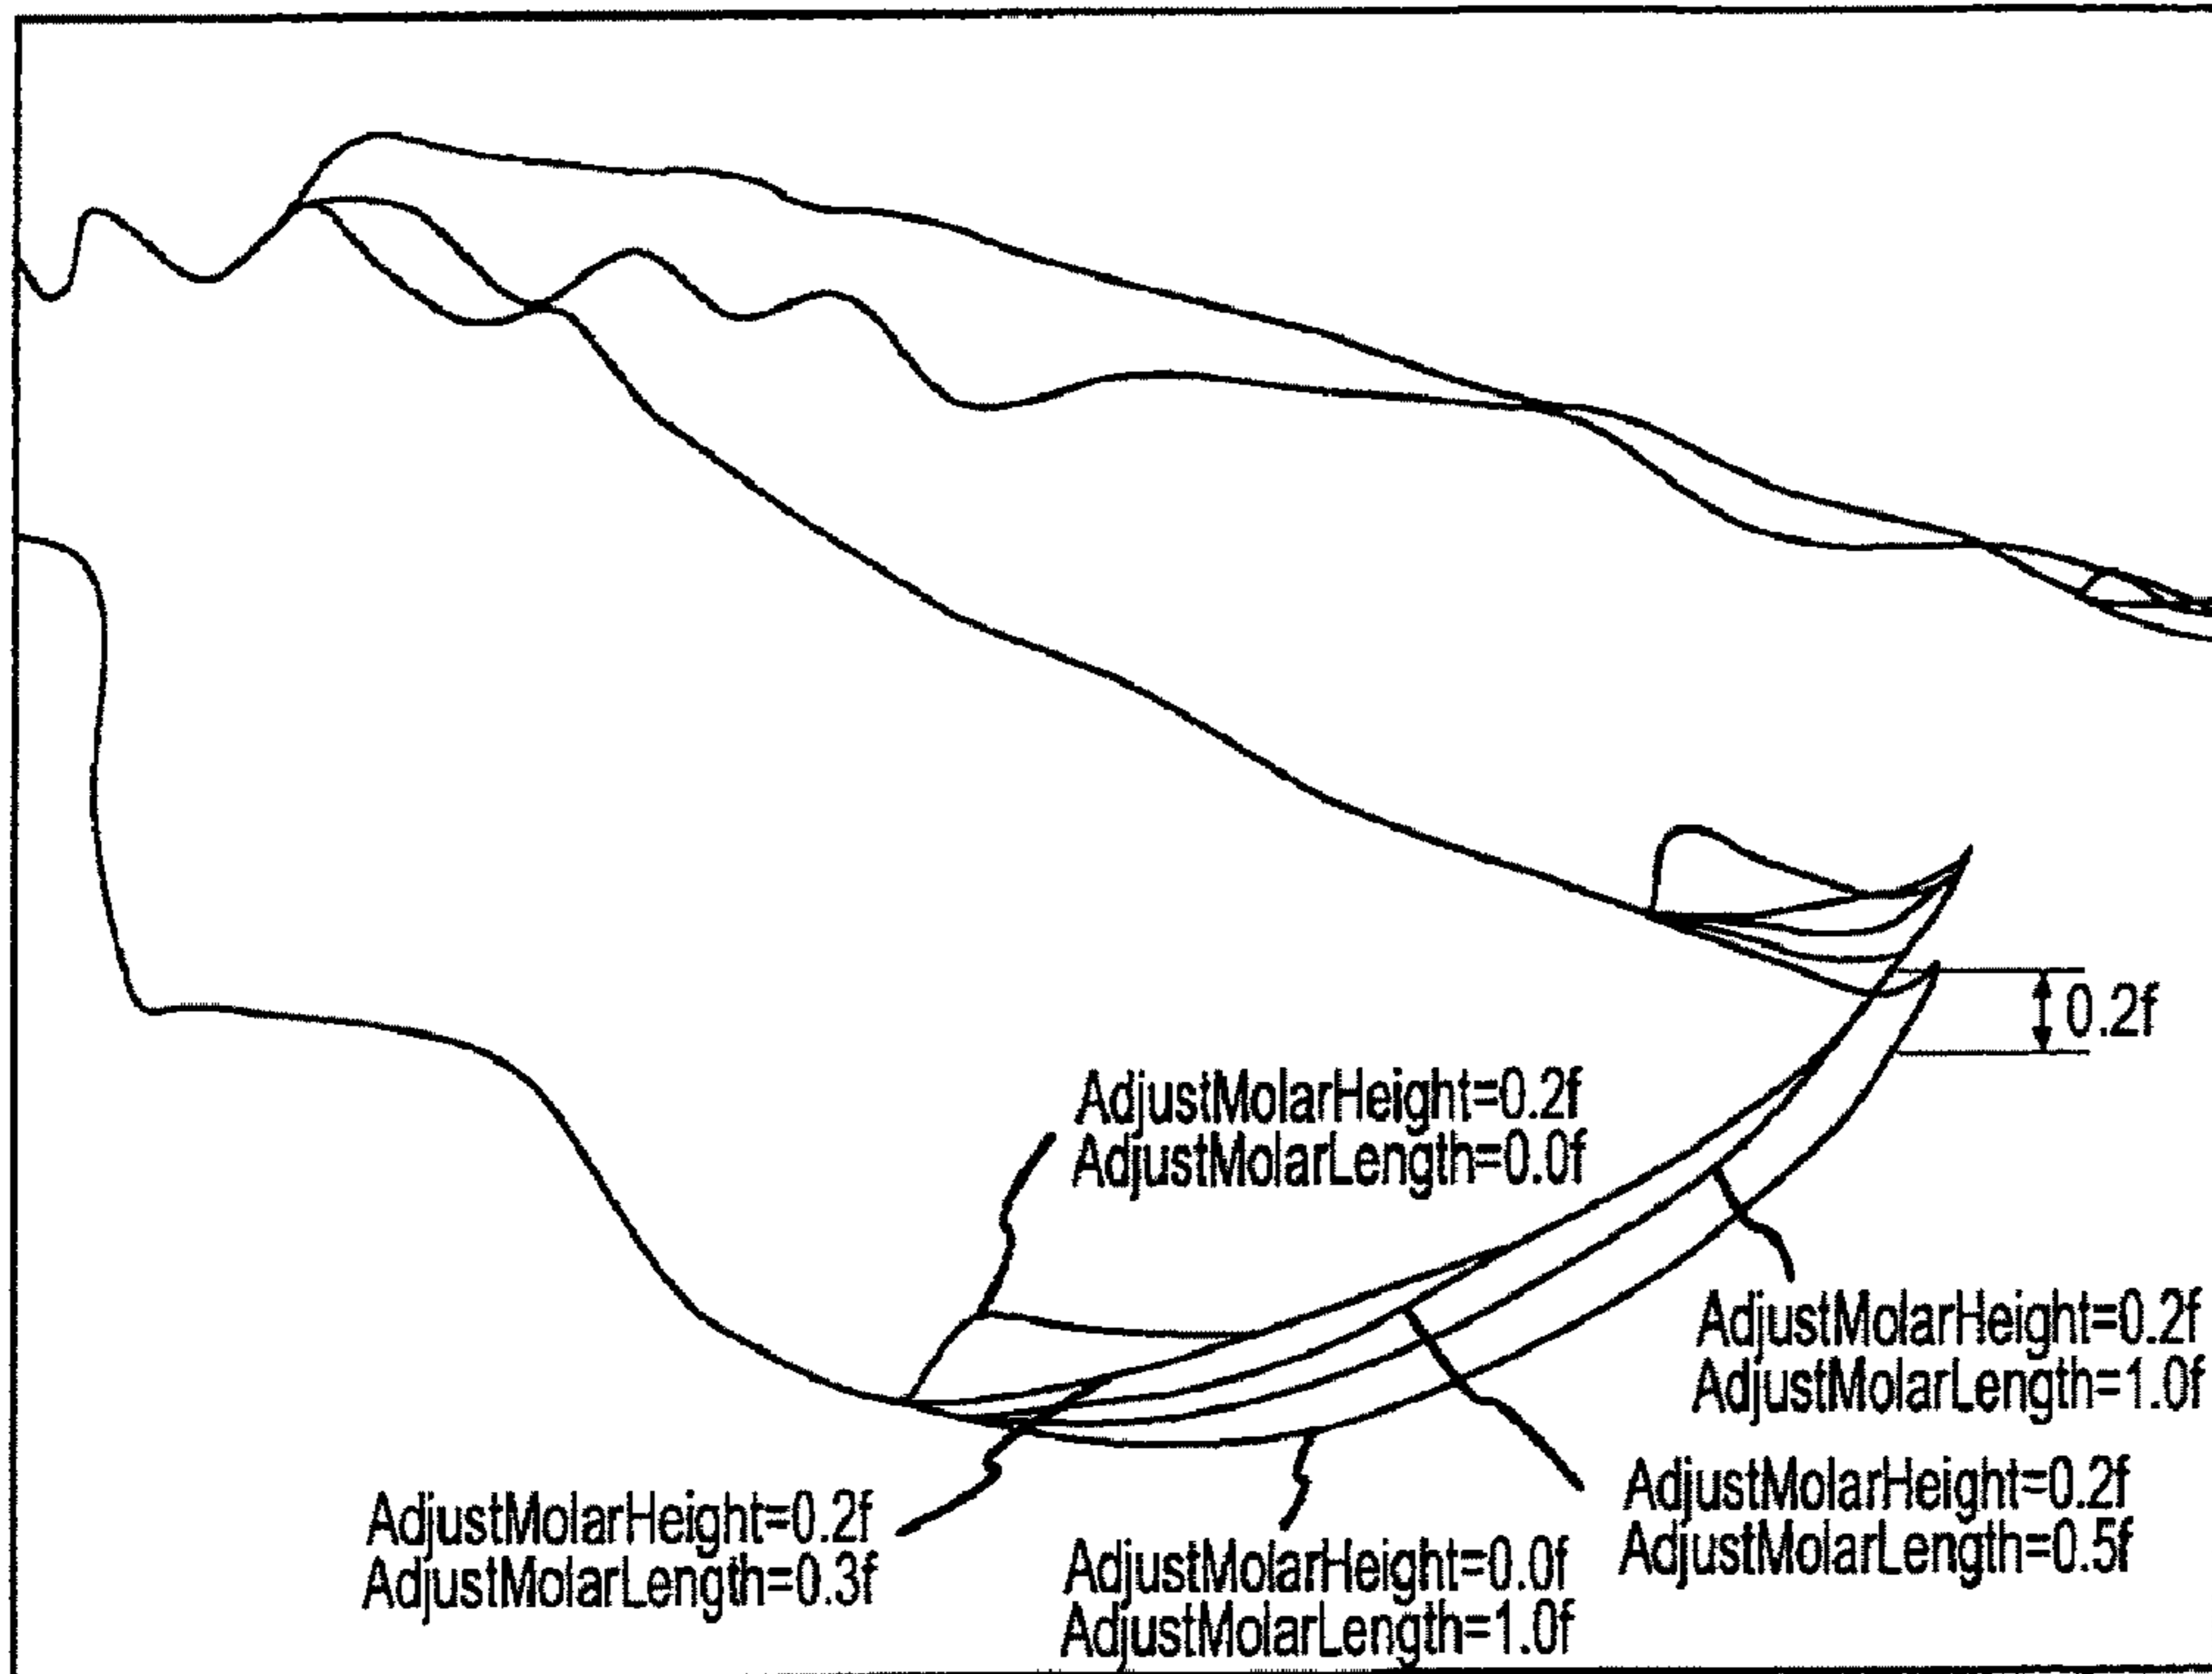 0.2f
AdjustMolarHeight=0.2f
AdjustMolarLength=0.0f
AdjustMolarHeight=0.2f
AdjustMolarLength=1.0f
AdjustMolarHeight=0.2f
AdjustMolarLength=0.5f
AdjustMolarHeight=0.2f
AdjustMolarLength=0.3f
AdjustMolarHeight=0.0f
AdjustMolarLength=1.0f